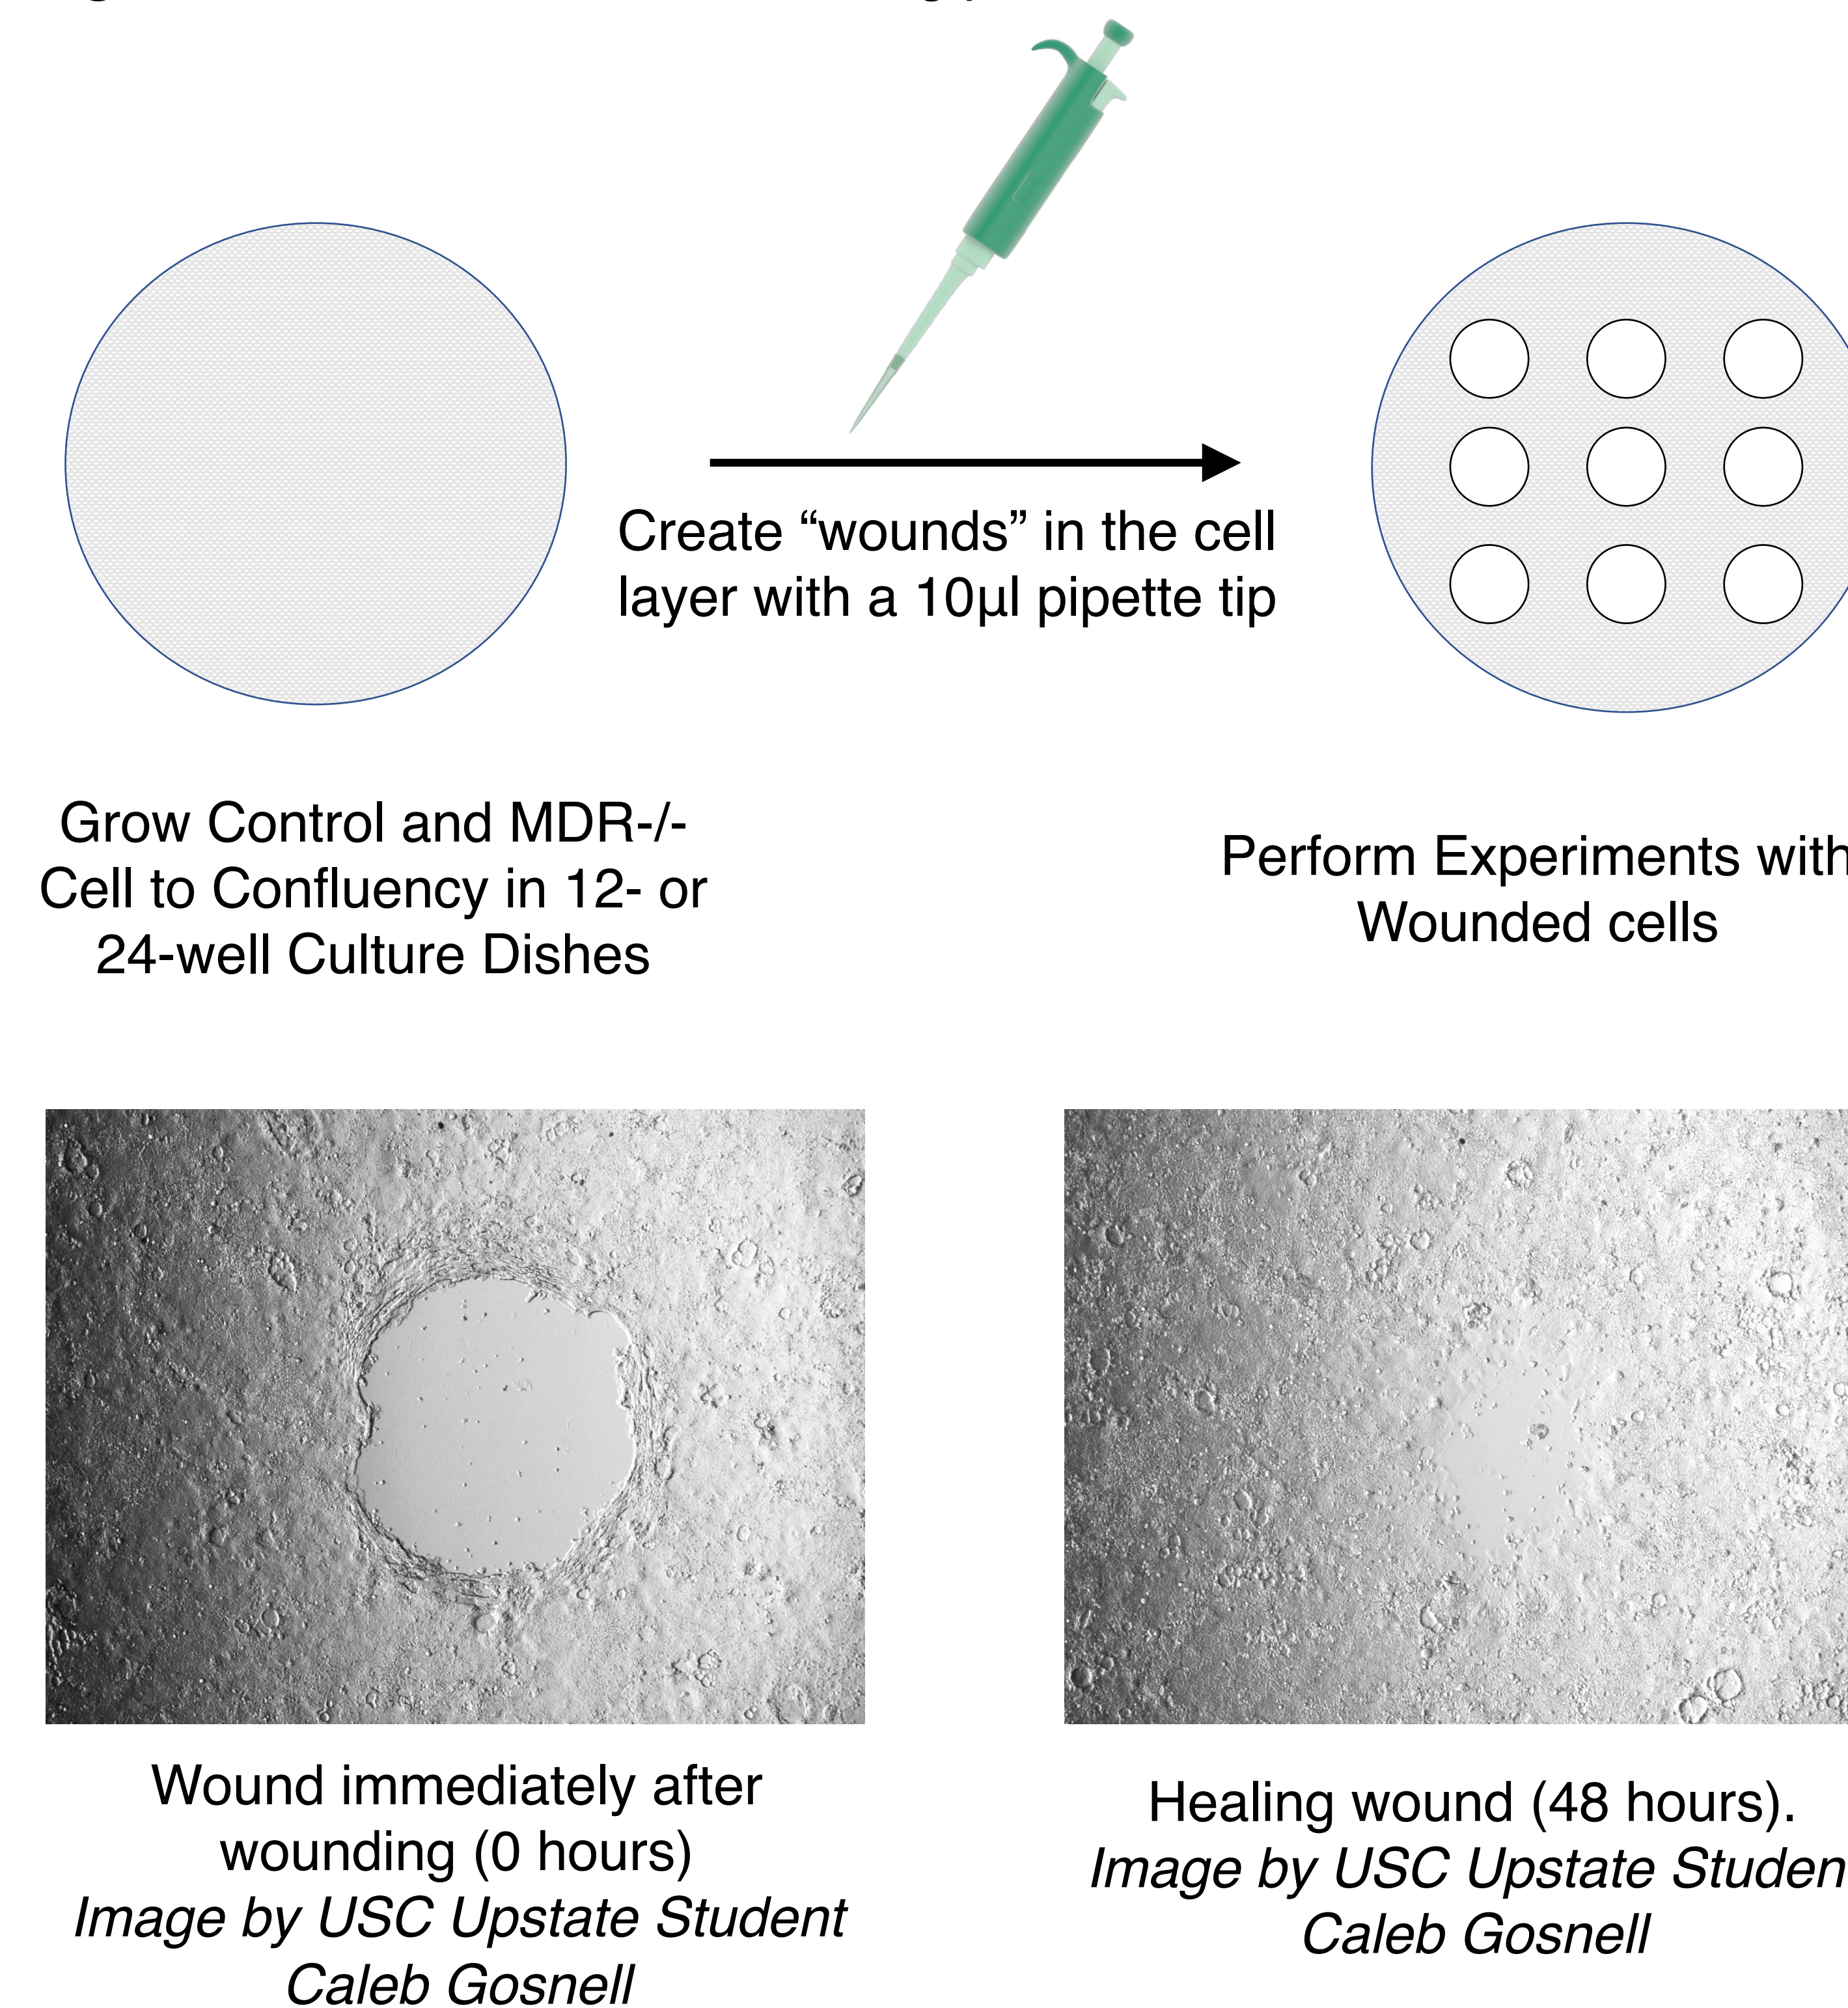 Create “wounds” in the cell
layer with a 10µl pipette tip
Grow Control and MDR-/-
Cell to Confluency in 12- or
24-well Culture Dishes
Perform Experiments with
Wounded cells
Wound immediately after
wounding (0 hours)
Image by USC Upstate Student
Caleb Gosnell
Healing wound (48 hours).
Image by USC Upstate Studen
Caleb Gosnell